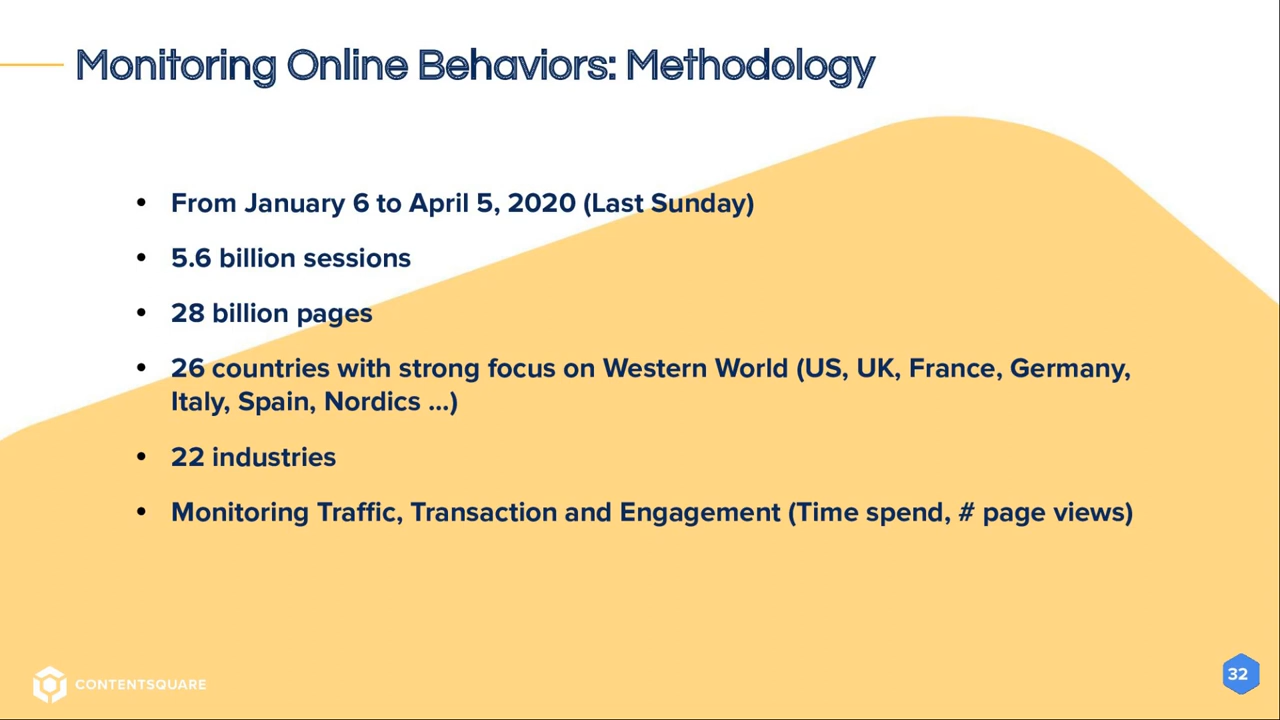 Monitoring Online Behaviors: Methodology
• From January 6 to April 5, 2020 (Last Sunday)
• 5.6 billion sessions
• 28 billion pages
• 26 countries with strong focus on Western World (US, UK, France, Germany,
Italy, Spain, Nordics ...)
• 22 industries
• Monitoring Traffic, Transaction and Engagement (Time spend, # page views)
CONTENTSQUARE
32